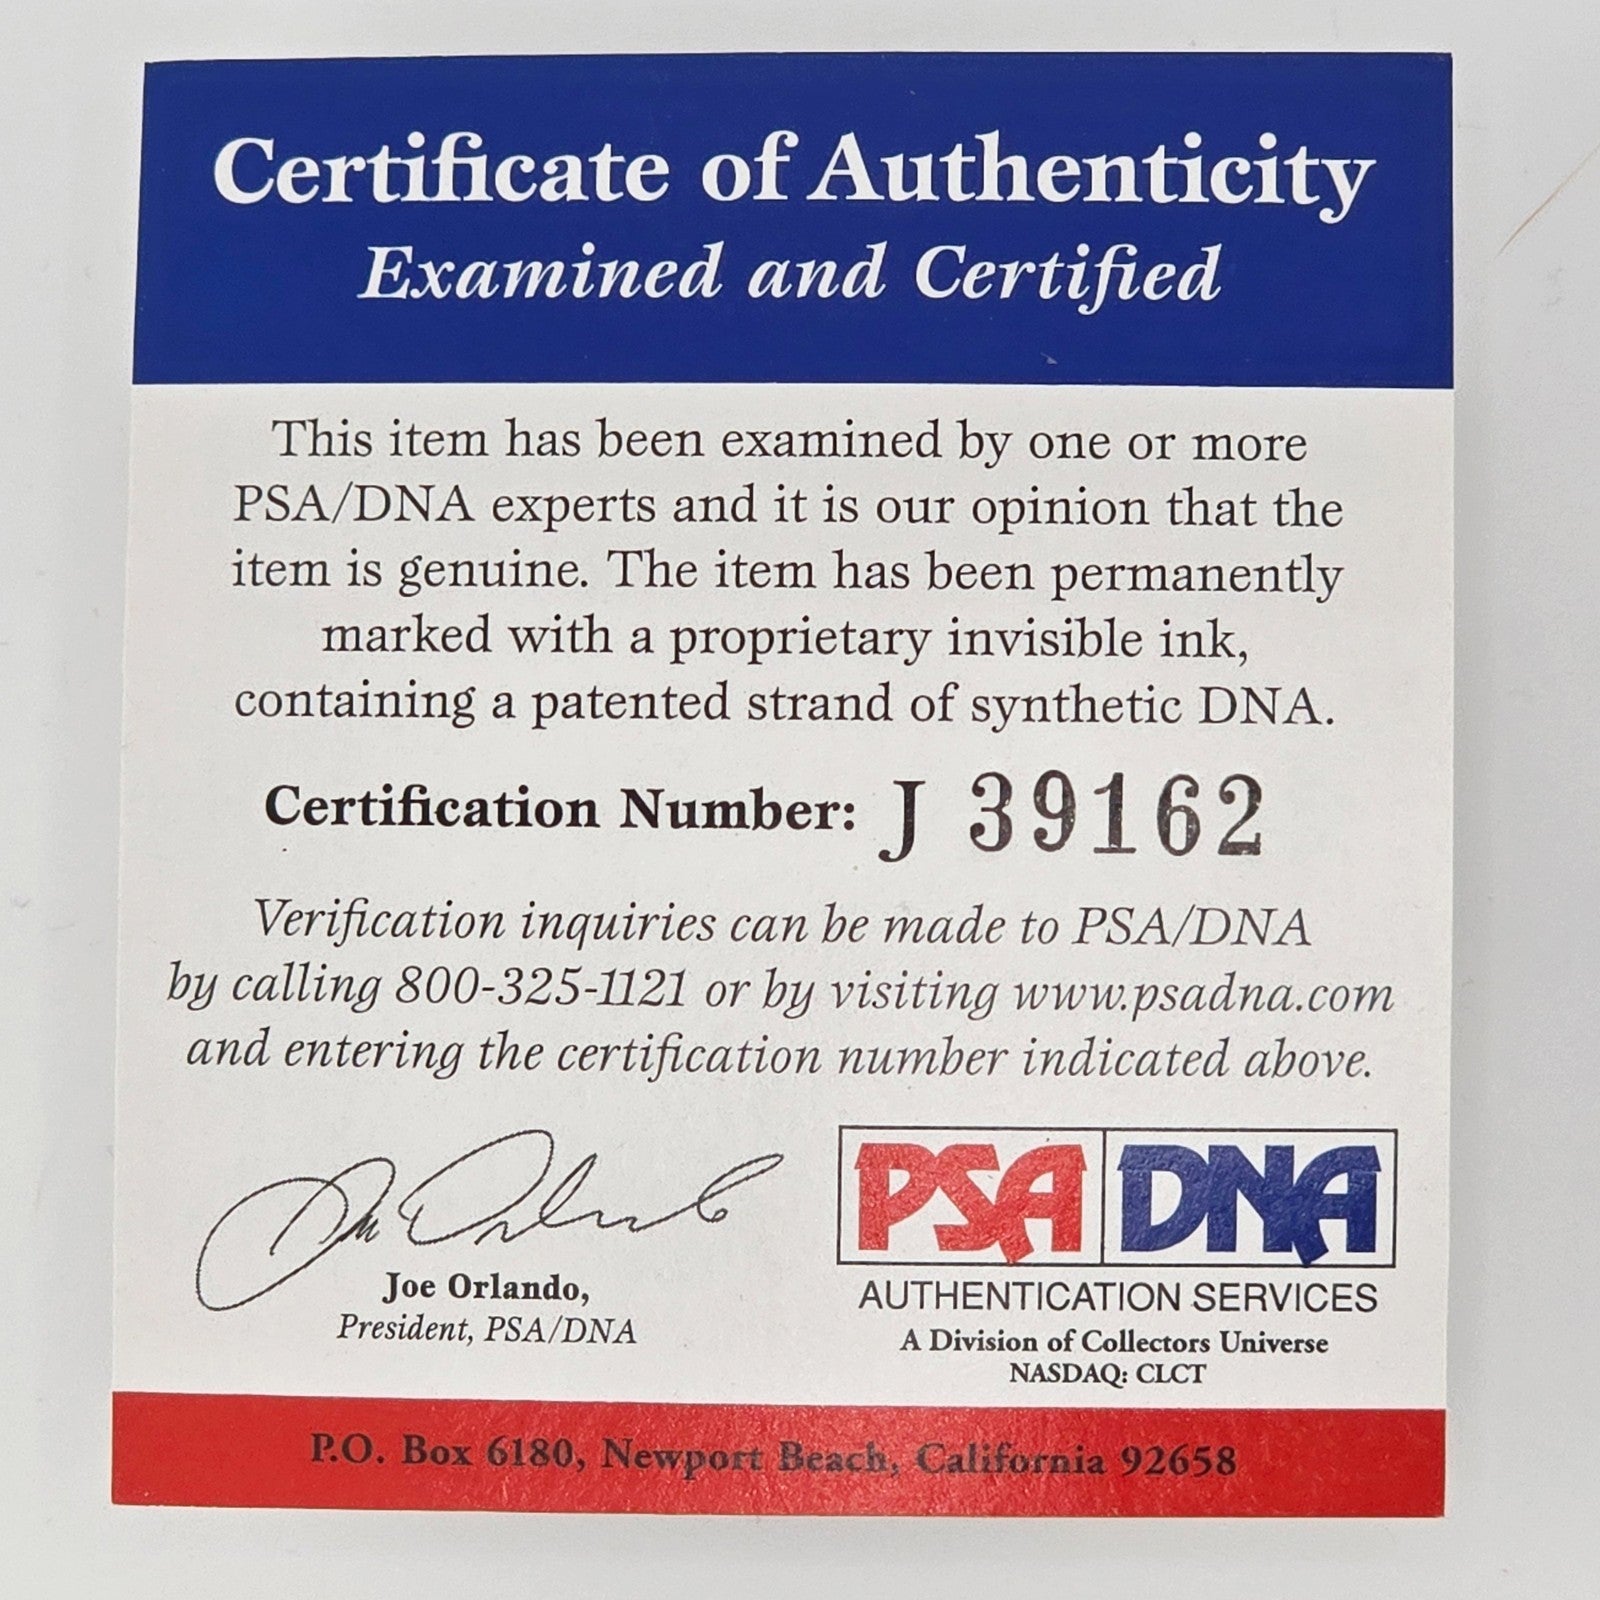 Certificate of Authenticity
Examined and Certified
This item has been examined by one or more
PSA/DNA experts and it is our opinion that the
item is genuine. The item has been permanently
marked with a proprietary invisible ink,
containing a patented strand of synthetic DNA.
Certification Number: J 39162
Verification inquiries can be made to PSA/DNA
by calling 800-325-1121 or by visiting www.psadna.com
and entering the certification number indicated above.
Joe Orlando
Joe Orlando,
President, PSA/DNA
PSA DNA
AUTHENTICATION SERVICES
A Division of Collectors Universe
NASDAQ: CLCT
P.O. Box 6180, Newport Beach, California 92658